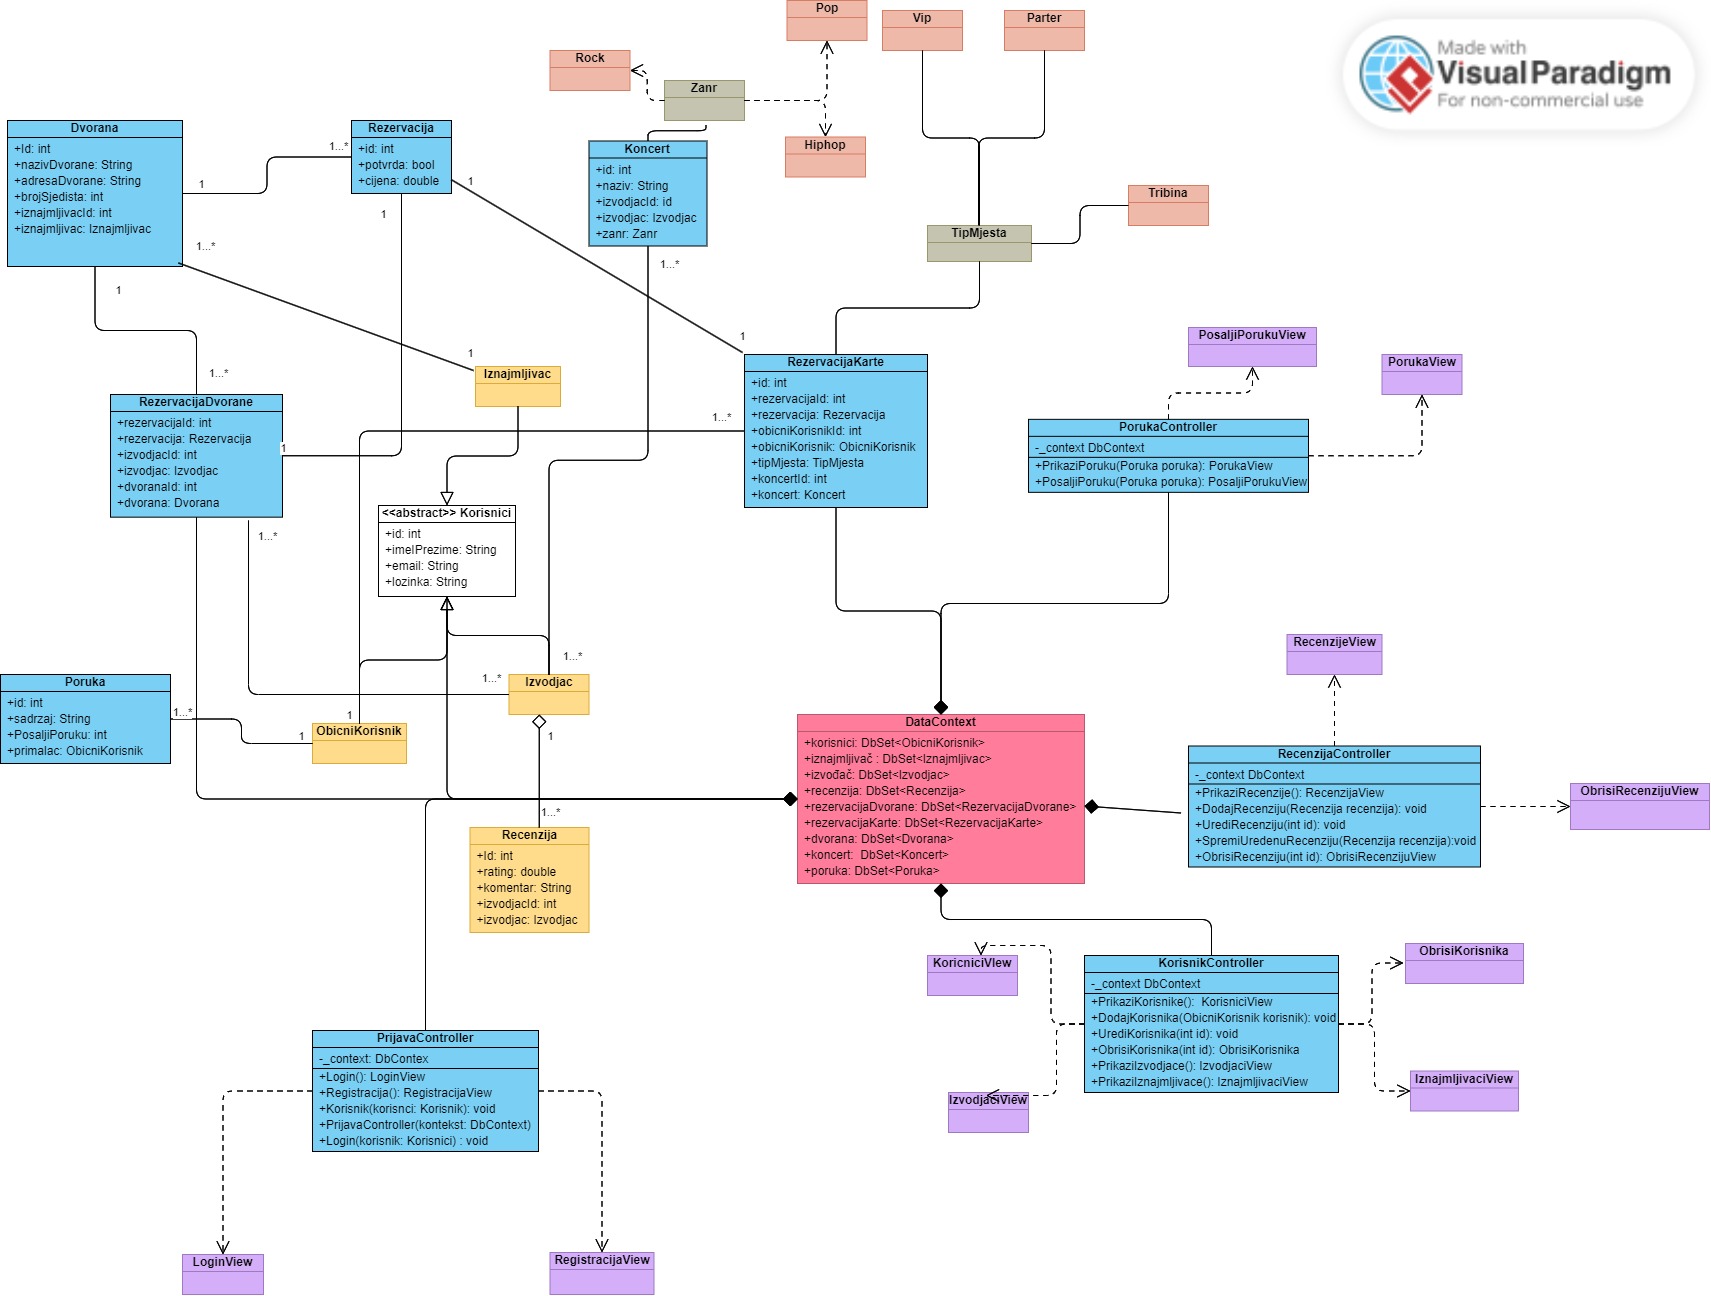 Made with
Visual Paradigm
For non-commercial use
Pop
Vip
Parter
Rock
Zanr
Hiphop
Tribina
TipMjesta
Dvorana
+Id: int
+nazivDvorane: String
+adresaDvorane: String
+brojSjedista: int
+iznajmljivacId: int
+iznajmljivac: Iznajmljivac
1
1...*
1...*
1
Rezervacija
+id: int
+potvrda: bool
+cijena: double
1
1
Koncert
+id: int
+naziv: String
+izvodjacId: id
+izvodjac: Izvodjac
+zanr: Zanr
1...*
1
1
Iznajmljivac
RezervacijaKarte
+id: int
+rezervacijaId: int
+rezervacija: Rezervacija
+obicniKorisnikId: int
+obicniKorisnik: ObicniKorisnik
+tipMjesta: TipMjesta
+koncertId: int
+koncert: Koncert
1...*
PosaljiPorukuView
PorukaView
PorukaController
-_context DbContext
+PrikaziPoruku(Poruka poruka): PorukaView
+PosaljiPoruku(Poruka poruka): PosaljiPorukuView
1...*
RezervacijaDvorane
+rezervacijaId: int
+rezervacija: Rezervacija
+izvodjacId: int
+izvodjac: Izvodjac
+dvoranaId: int
+dvorana: Dvorana
1
1...*
<<abstract>> Korisnici
+id: int
+imeIPrezime: String
+email: String
+lozinka: String
1...*
1...*
Izvodjac
1
Poruka
+id: int
+sadrzaj: String
+PosaljiPoruku: int
+primalac: ObicniKorisnik
1...*
1
1
ObicniKorisnik
1...*
Recenzija
+Id: int
+rating: double
+komentar: String
+izvodjacId: int
+izvodjac: Izvodjac
DataContext
+korisnici: DbSet<ObicniKorisnik>
+iznajmljivač : DbSet<Iznajmljivac>
+izvođač: DbSet<Izvodjac>
+recenzija: DbSet<Recenzija>
+rezervacijaDvorane: DbSet<RezervacijaDvorane>
+rezervacijaKarte: DbSet<RezervacijaKarte>
+dvorana: DbSet<Dvorana>
+koncert:  DbSet<Koncert>
+poruka: DbSet<Poruka>
RecenzijeView
RecenzijaController
-_context DbContext
+PrikaziRecenzije(): RecenzijaView
+DodajRecenziju(Recenzija recenzija): void
+UrediRecenziju(int id): void
+SpremiUredenuRecenziju(Recenzija recenzija):void
+ObrisiRecenziju(int id): ObrisiRecenzijuView
ObrisiRecenzijuView
KoricniciVIew
KorisnikController
-_context DbContext
+PrikaziKorisnike():  KorisniciView
+DodajKorisnika(ObicniKorisnik korisnik): void
+UrediKorisnika(int id): void
+ObrisiKorisnika(int id): ObrisiKorisnika
+PrikaziIzvodjace(): IzvodjaciView
+PrikaziIznajmljivace(): IznajmljivaciView
ObrisiKorisnika
IznajmljivaciView
IzvodjaciView
PrijavaController
-_context: DbContex
+Login(): LoginView
+Registracija(): RegistracijaView
+Korisnik(korisnci: Korisnik): void
+PrijavaController(kontekst: DbContext)
+Login(korisnik: Korisnici) : void
LoginView
RegistracijaView